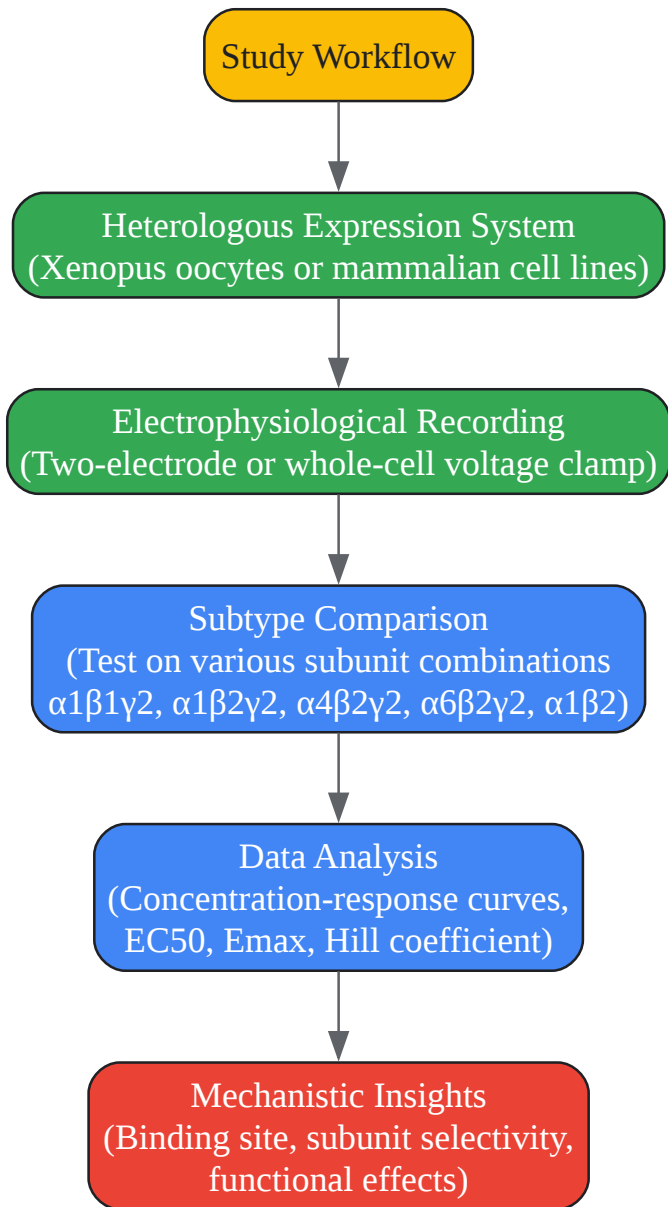 Study Workflow
Heterologous Expression System
(Xenopus oocytes or mammalian cell lines)
Electrophysiological Recording
(Two-electrode or whole-cell voltage clamp)
Subtype Comparison
(Test on various subunit combinations
α1β1γ2, α1β2γ2, α4β2γ2, α6β2γ2, α1β2)
Data Analysis
(Concentration-response curves,
EC50, Emax, Hill coefficient)
Mechanistic Insights
(Binding site, subunit selectivity,
functional effects)